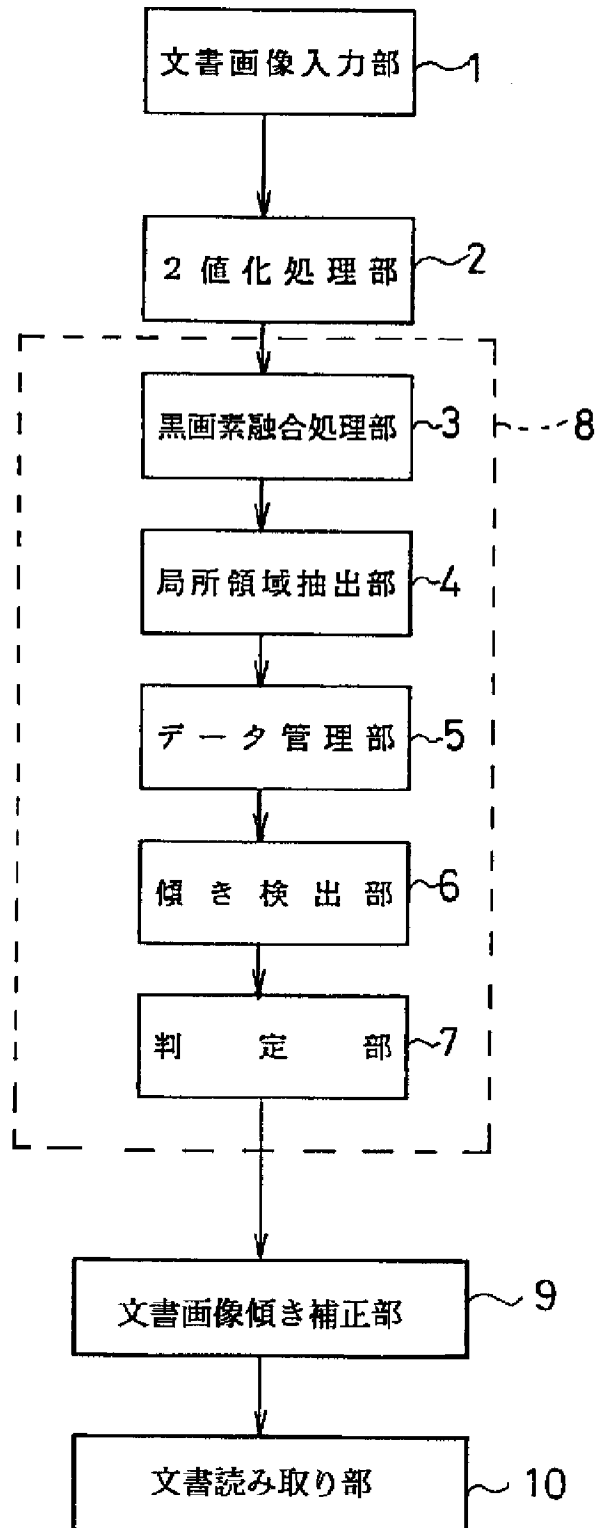 文書画像入力部 1
2値化処理部 2
黒画素融合処理部 3
8
局所領域抽出部 4
データ管理部 5
傾き検出部 6
判定部 7
文書画像傾き補正部 9
文書読み取り部 10